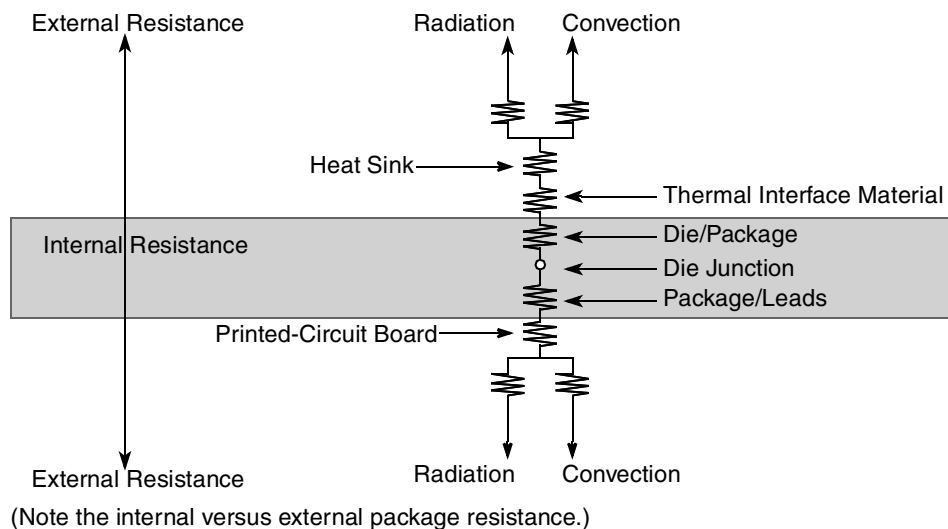 External Resistance
Radiation
Convection
Heat Sink
Thermal Interface Material
Internal Resistance
Die/Package
Die Junction
Package/Leads
Printed-Circuit Board
External Resistance
Radiation
Convection
(Note the internal versus external package resistance.)